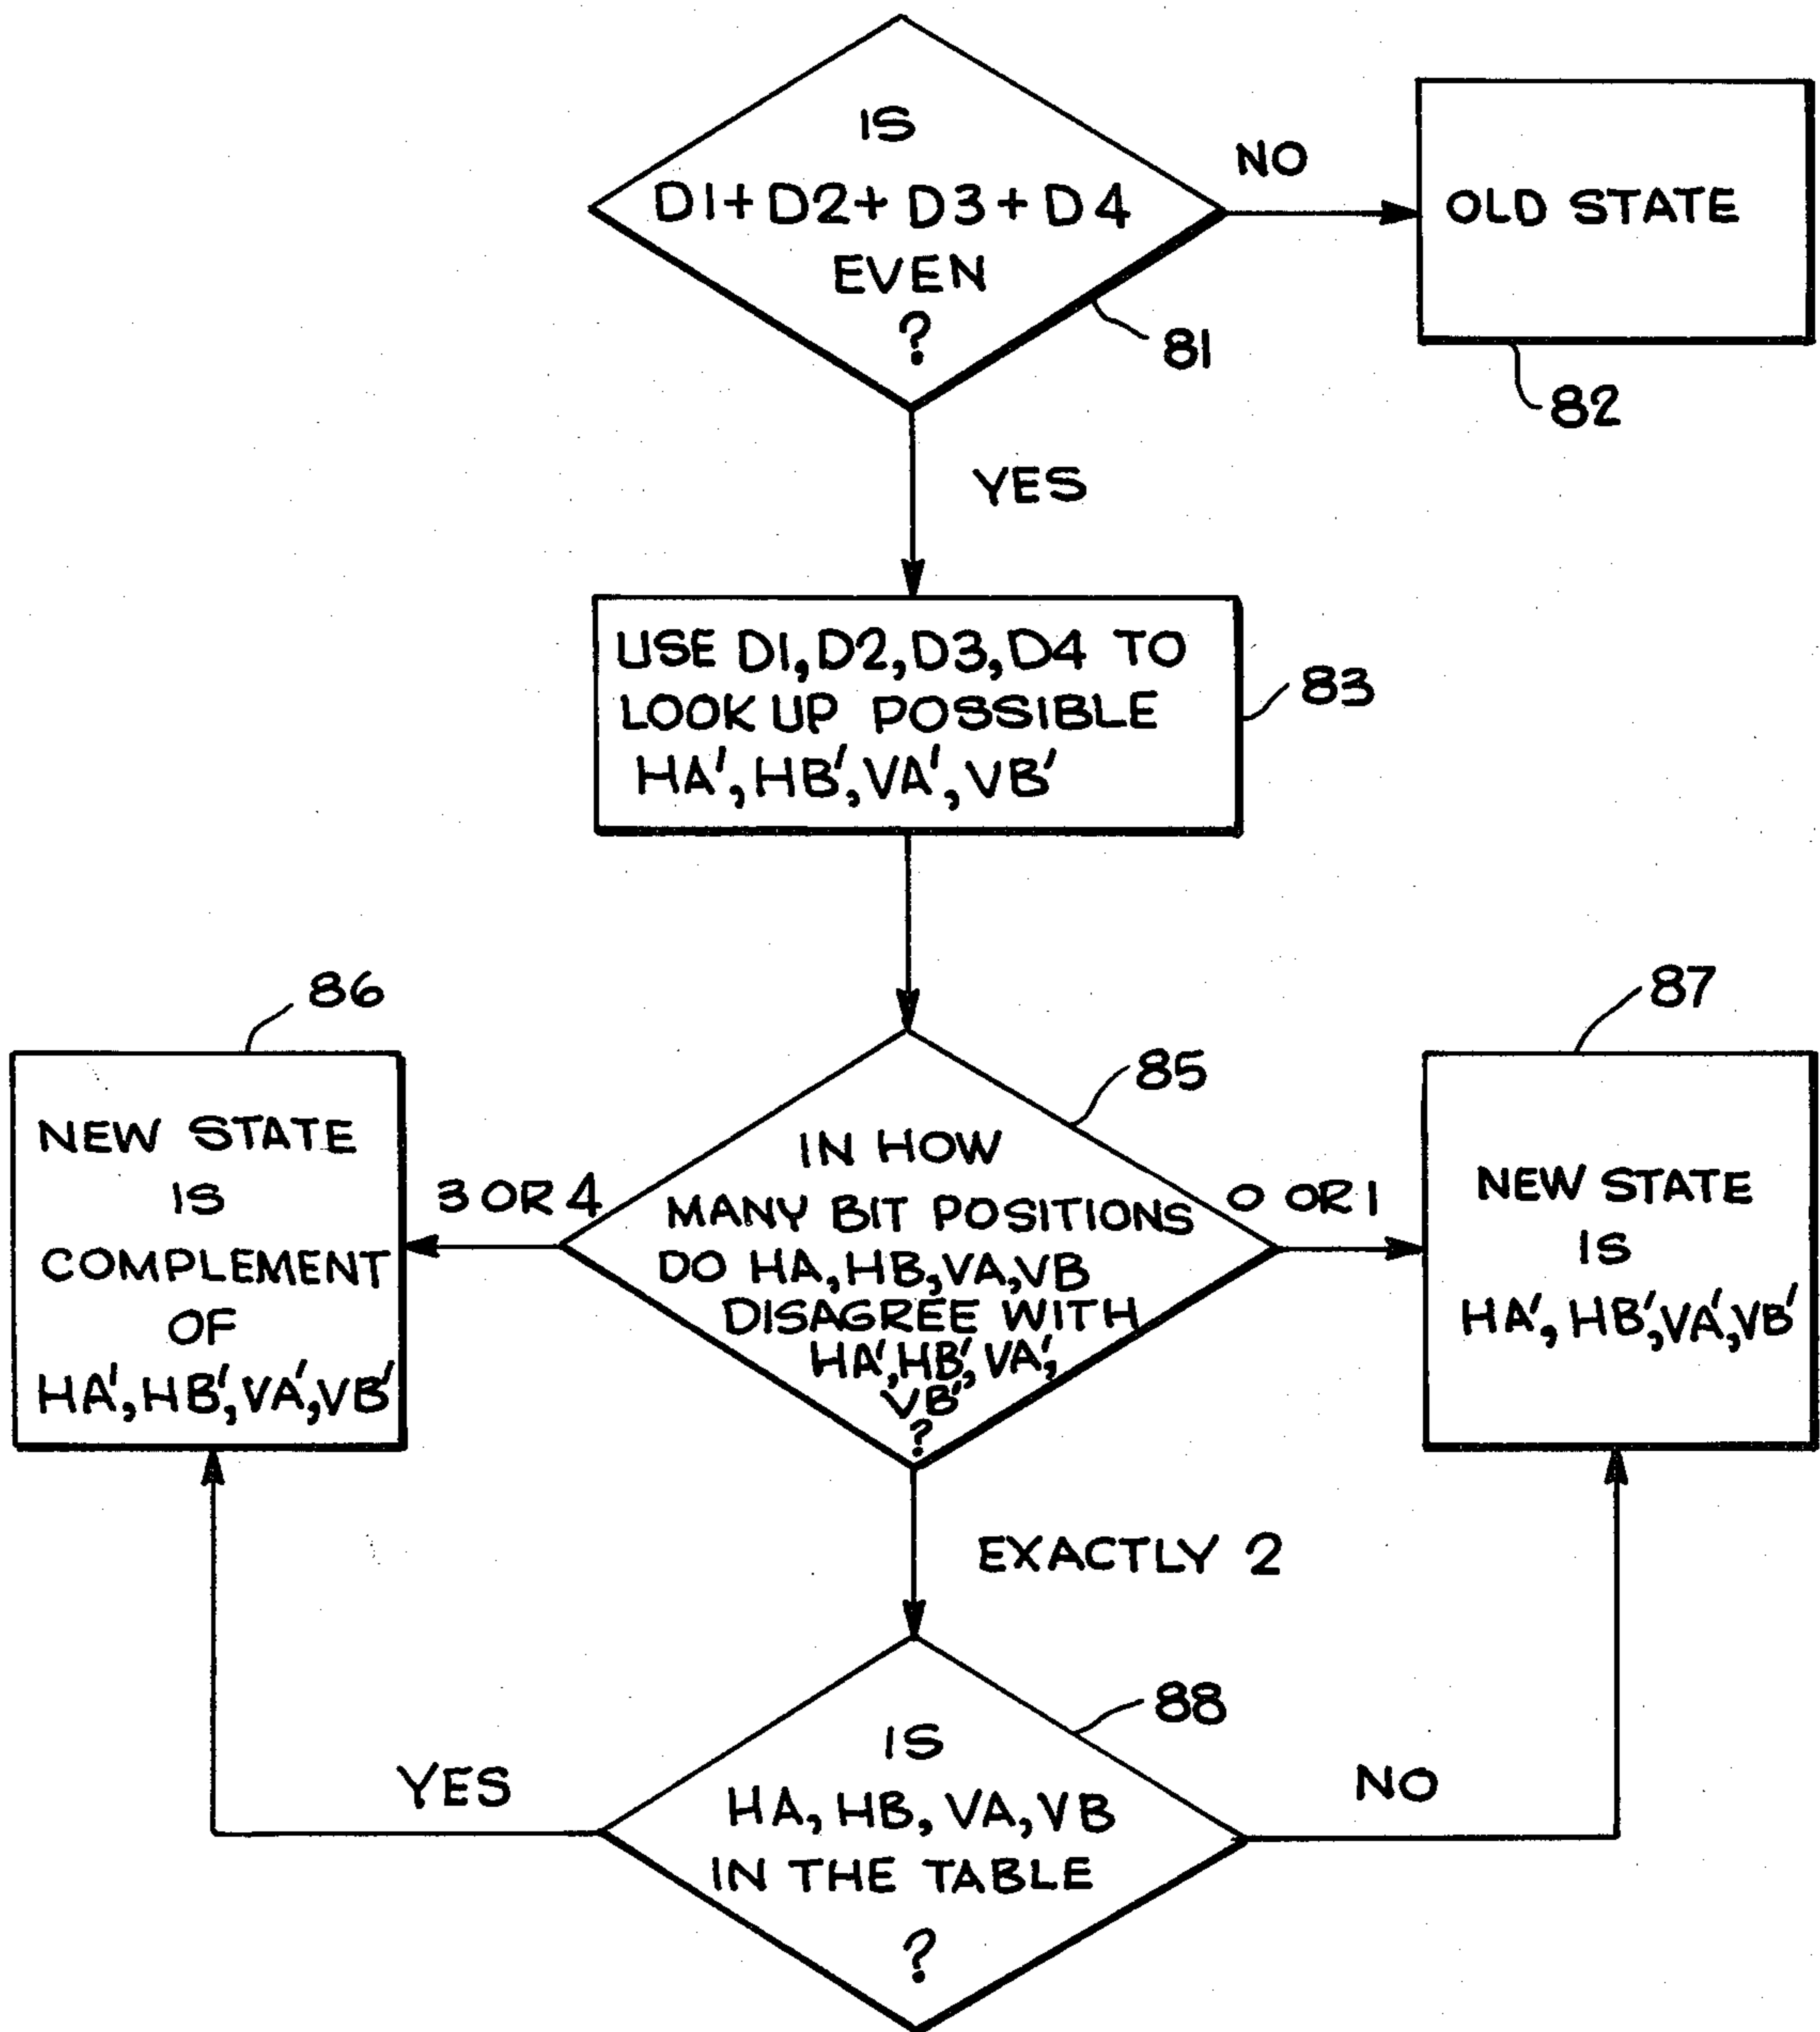 IS
D1+D2+D3+D4
EVEN
?
81
NO
OLD STATE
82
YES
USE D1,D2,D3,D4 TO
LOOK UP POSSIBLE
HA',HB',VA',VB'
83
86
NEW STATE
IS
COMPLEMENT
OF
HA',HB',VA',VB'
3 OR 4
85
IN HOW
MANY BIT POSITIONS
DO HA,HB,VA,VB
DISAGREE WITH
HA',HB',VA',
VB'
?
0 OR 1
87
NEW STATE
IS
HA', HB',VA',VB'
EXACTLY 2
88
IS
HA, HB, VA, VB
IN THE TABLE
?
YES
NO